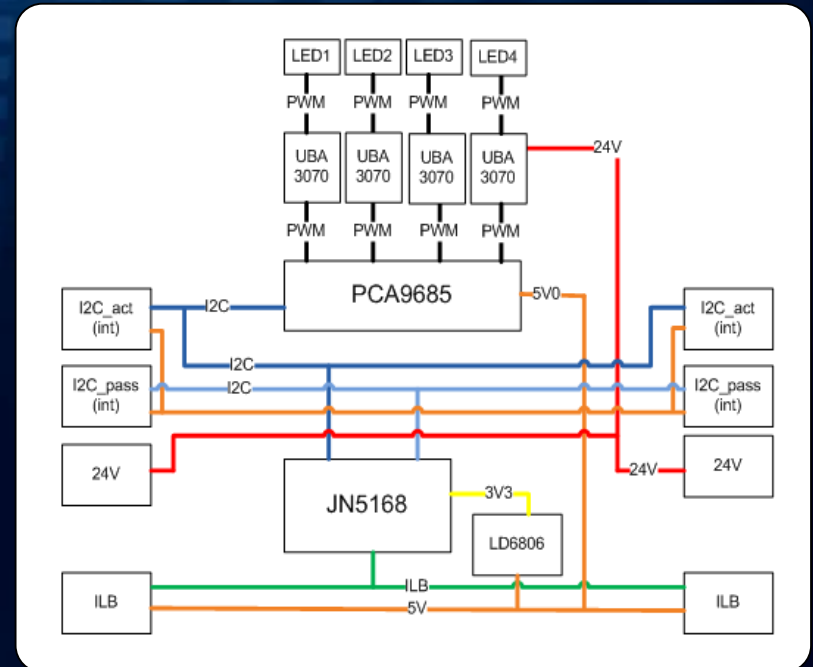 LED1 LED2 LED3 LED4
PWM PWM PWM PWM
UBA UBA UBA UBA
3070 3070 3070 3070
24V
PWM PWM PWM PWM
PCA9685
5V0
I2C_act
(int)
I2C
I2C_act
(int)
I2C
I2C_pass
(int)
I2C
I2C_pass
(int)
24V
24V
24V
JN5168
3V3
LD6806
ILB
ILB
5V
ILB